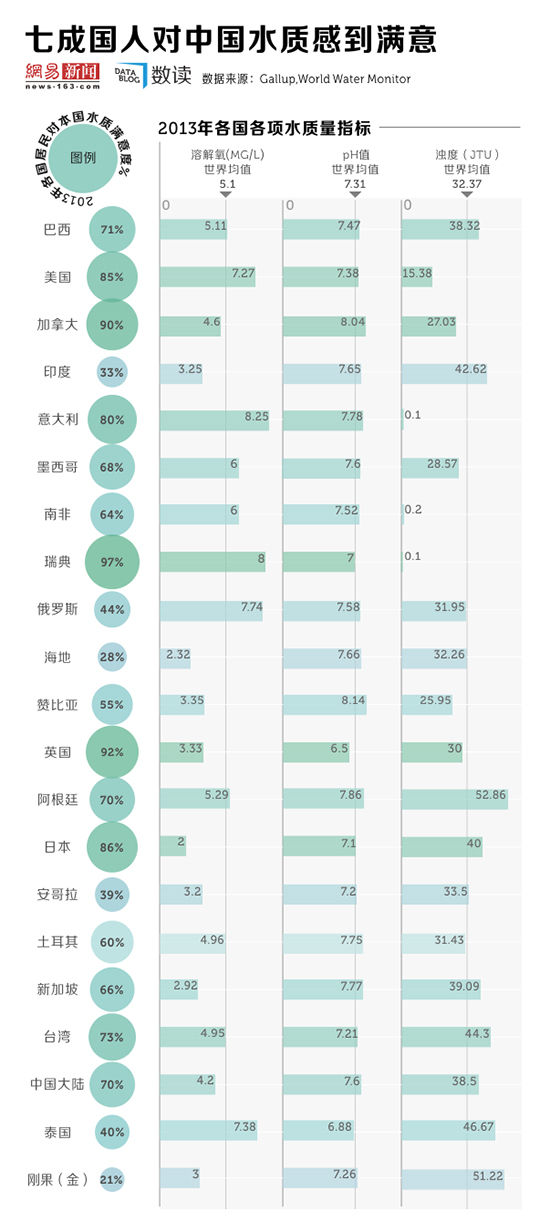 七成国人对中国水质感到满意
網易 新闻
news·163·com
DATA BLOG 数读 数据来源：Gallup,World Water Monitor
2013年各国居民对本国水质满意度%
图例
2013年各国各项水质量指标
溶解氧(MG/L) pH值 浊度（JTU）
世界均值 世界均值 世界均值
5.1 7.31 32.37
0 0 0
巴西 71% 5.11 7.47 38.32
美国 85% 7.27 7.38 15.38
加拿大 90% 4.6 8.04 27.03
印度 33% 3.25 7.65 42.62
意大利 80% 8.25 7.78 0.1
墨西哥 68% 6 7.6 28.57
南非 64% 6 7.52 0.2
瑞典 97% 8 7 0.1
俄罗斯 44% 7.74 7.58 31.95
海地 28% 2.32 7.66 32.26
赞比亚 55% 3.35 8.14 25.95
英国 92% 3.33 6.5 30
阿根廷 70% 5.29 7.86 52.86
日本 86% 2 7.1 40
安哥拉 39% 3.2 7.2 33.5
土耳其 60% 4.96 7.75 31.43
新加坡 66% 2.92 7.77 39.09
台湾 73% 4.95 7.21 44.3
中国大陆 70% 4.2 7.6 38.5
泰国 40% 7.38 6.88 46.67
刚果（金） 21% 3 7.26 51.22